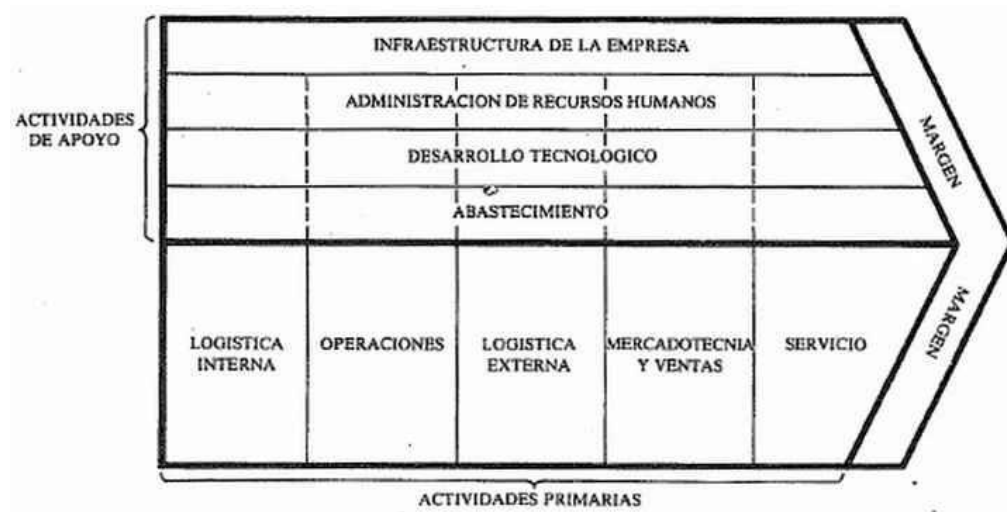 INFRAESTRUCTURA DE LA EMPRESA
ADMINISTRACION DE RECURSOS HUMANOS
ACTIVIDADES
DE APOYO
DESARROLLO TECNOLOGICO
ABASTECIMIENTO
MARGEN
LOGISTICA
INTERNA
OPERACIONES
LOGISTICA
EXTERNA
MERCADOTECNIA
Y VENTAS
SERVICIO
MARGEN
ACTIVIDADES PRIMARIAS